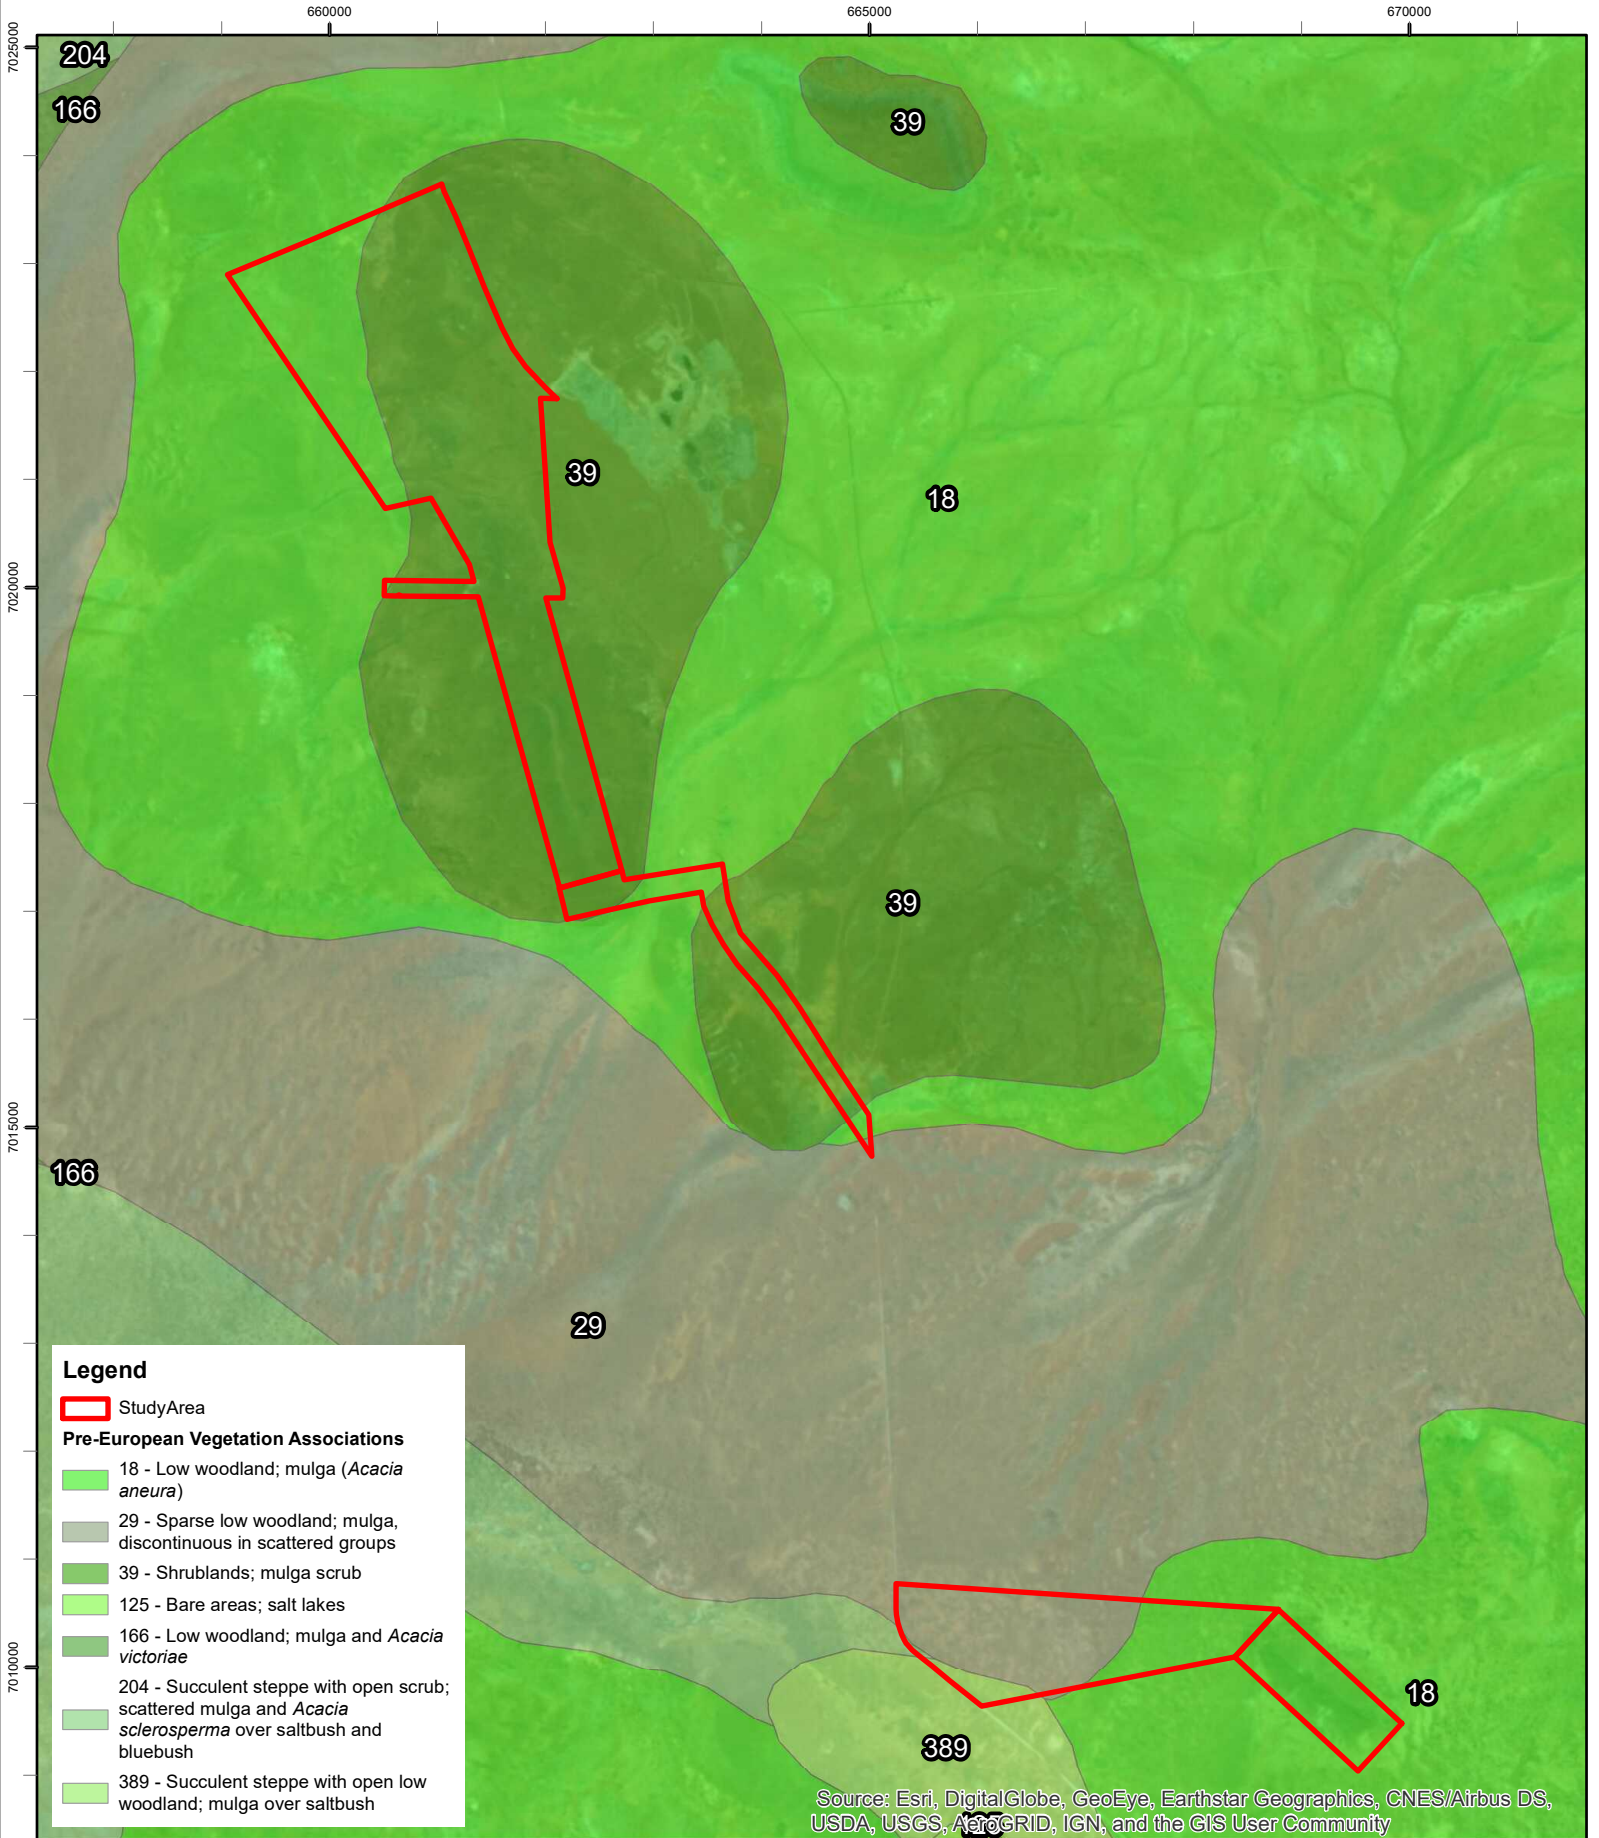 660000
665000
670000
7025000
204
166
39
39
18
7020000
39
7015000
166
29
Legend
StudyArea
Pre-European Vegetation Associations
18 - Low woodland; mulga (Acacia
aneura)
29 - Sparse low woodland; mulga,
discontinuous in scattered groups
39 - Shrublands; mulga scrub
125 - Bare areas; salt lakes
166 - Low woodland; mulga and Acacia
victoriae
204 - Succulent steppe with open scrub;
scattered mulga and Acacia
sclerosperma over saltbush and
bluebush
389 - Succulent steppe with open low
woodland; mulga over saltbush
7010000
18
389
Source: Esri, DigitalGlobe, GeoEye, Earthstar Geographics, CNES/Airbus DS,
USDA, USGS, AeroGRID, IGN, and the GIS User Community